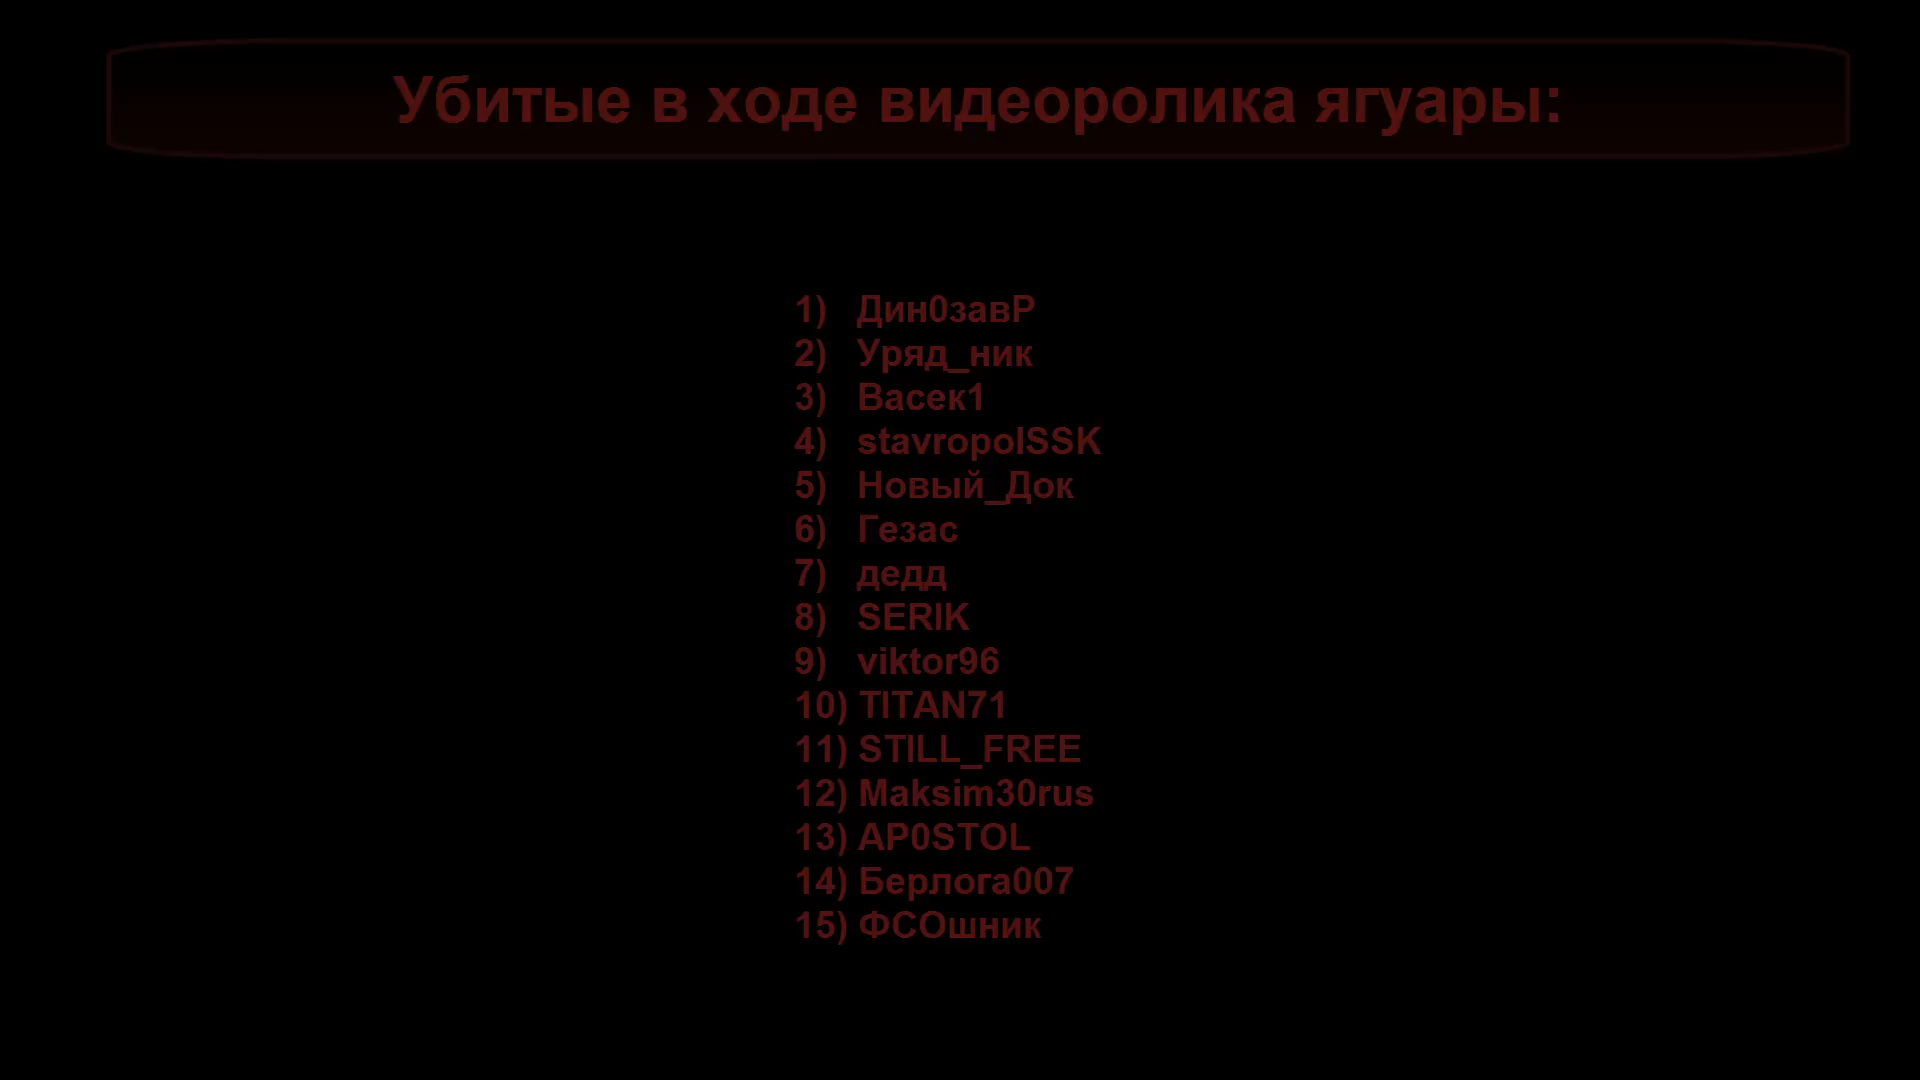 Убитые в ходе видеоролика ягуары:
1) Дин0завР
2) Уряд_ник
3) Васек1
4) stavropolSSK
5) Новый_Док
6) Гезас
7) дедд
8) SERIK
9) viktor96
10) TITAN71
11) STILL_FREE
12) Maksim30rus
13) AP0STOL
14) Берлога007
15) ФСОшник